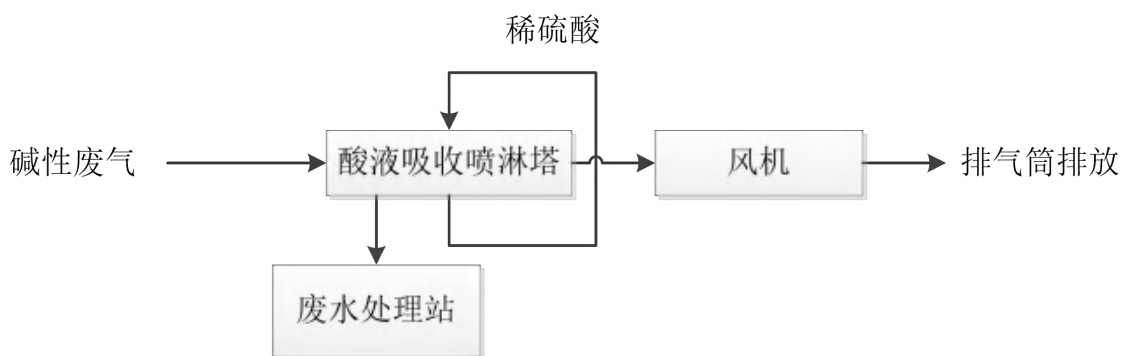 稀硫酸
碱性废气
酸液吸收喷淋塔
风机
排气筒排放
废水处理站